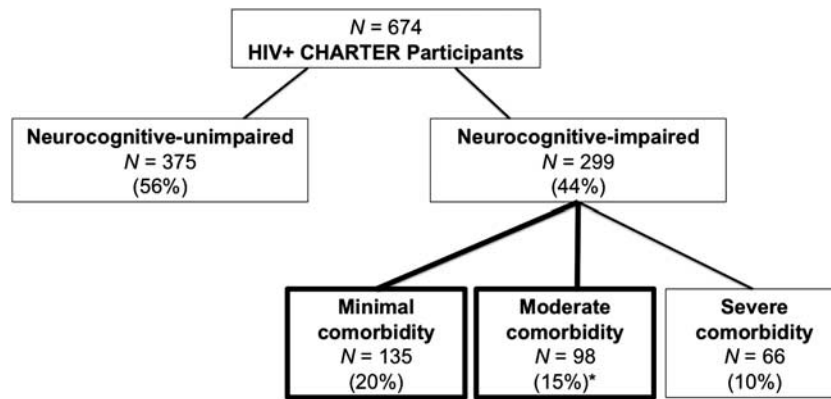 N = 674
HIV+ CHARTER Participants
Neurocognitive-unimpaired
N = 375
(56%)
Neurocognitive-impaired
N = 299
(44%)
Minimal
comorbidity
N = 135
(20%)
Moderate
comorbidity
N = 98
(15%)*
Severe
comorbidity
N = 66
(10%)